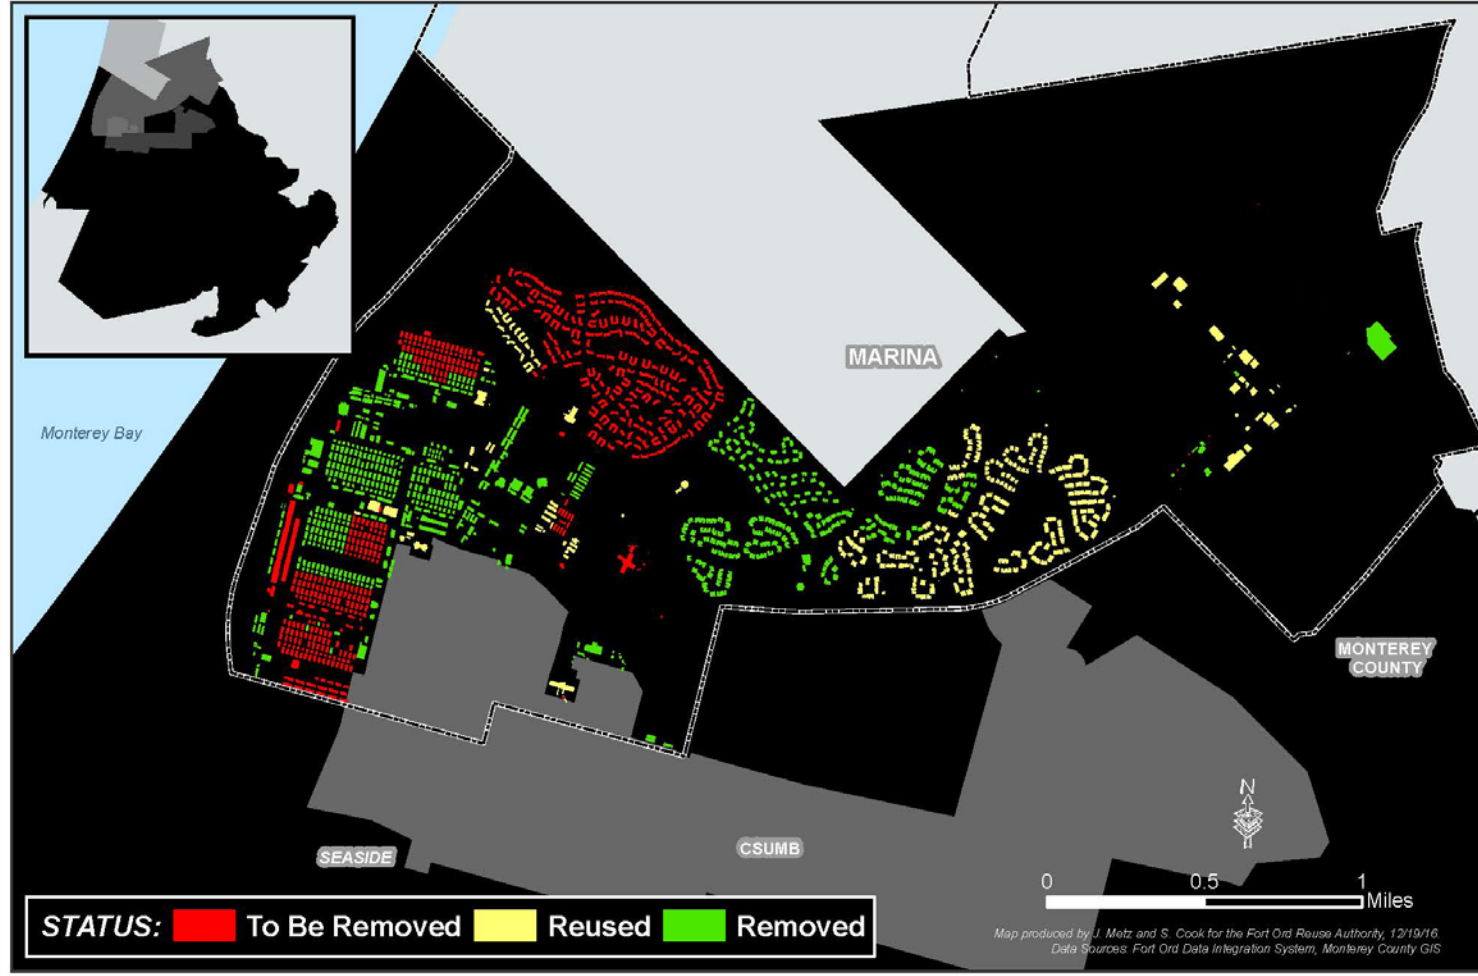 MARINA
Monterey Bay
MONTEREY
COUNTY
N
SEASIDE
CSUMB
0 0.5 1
Miles
STATUS: To Be Removed Reused Removed
Map produced by J. Metz and S. Cook for the Fort Ord Reuse Authority, 12/19/16.
Data Sources: Fort Ord Data Integration System, Monterey County GIS